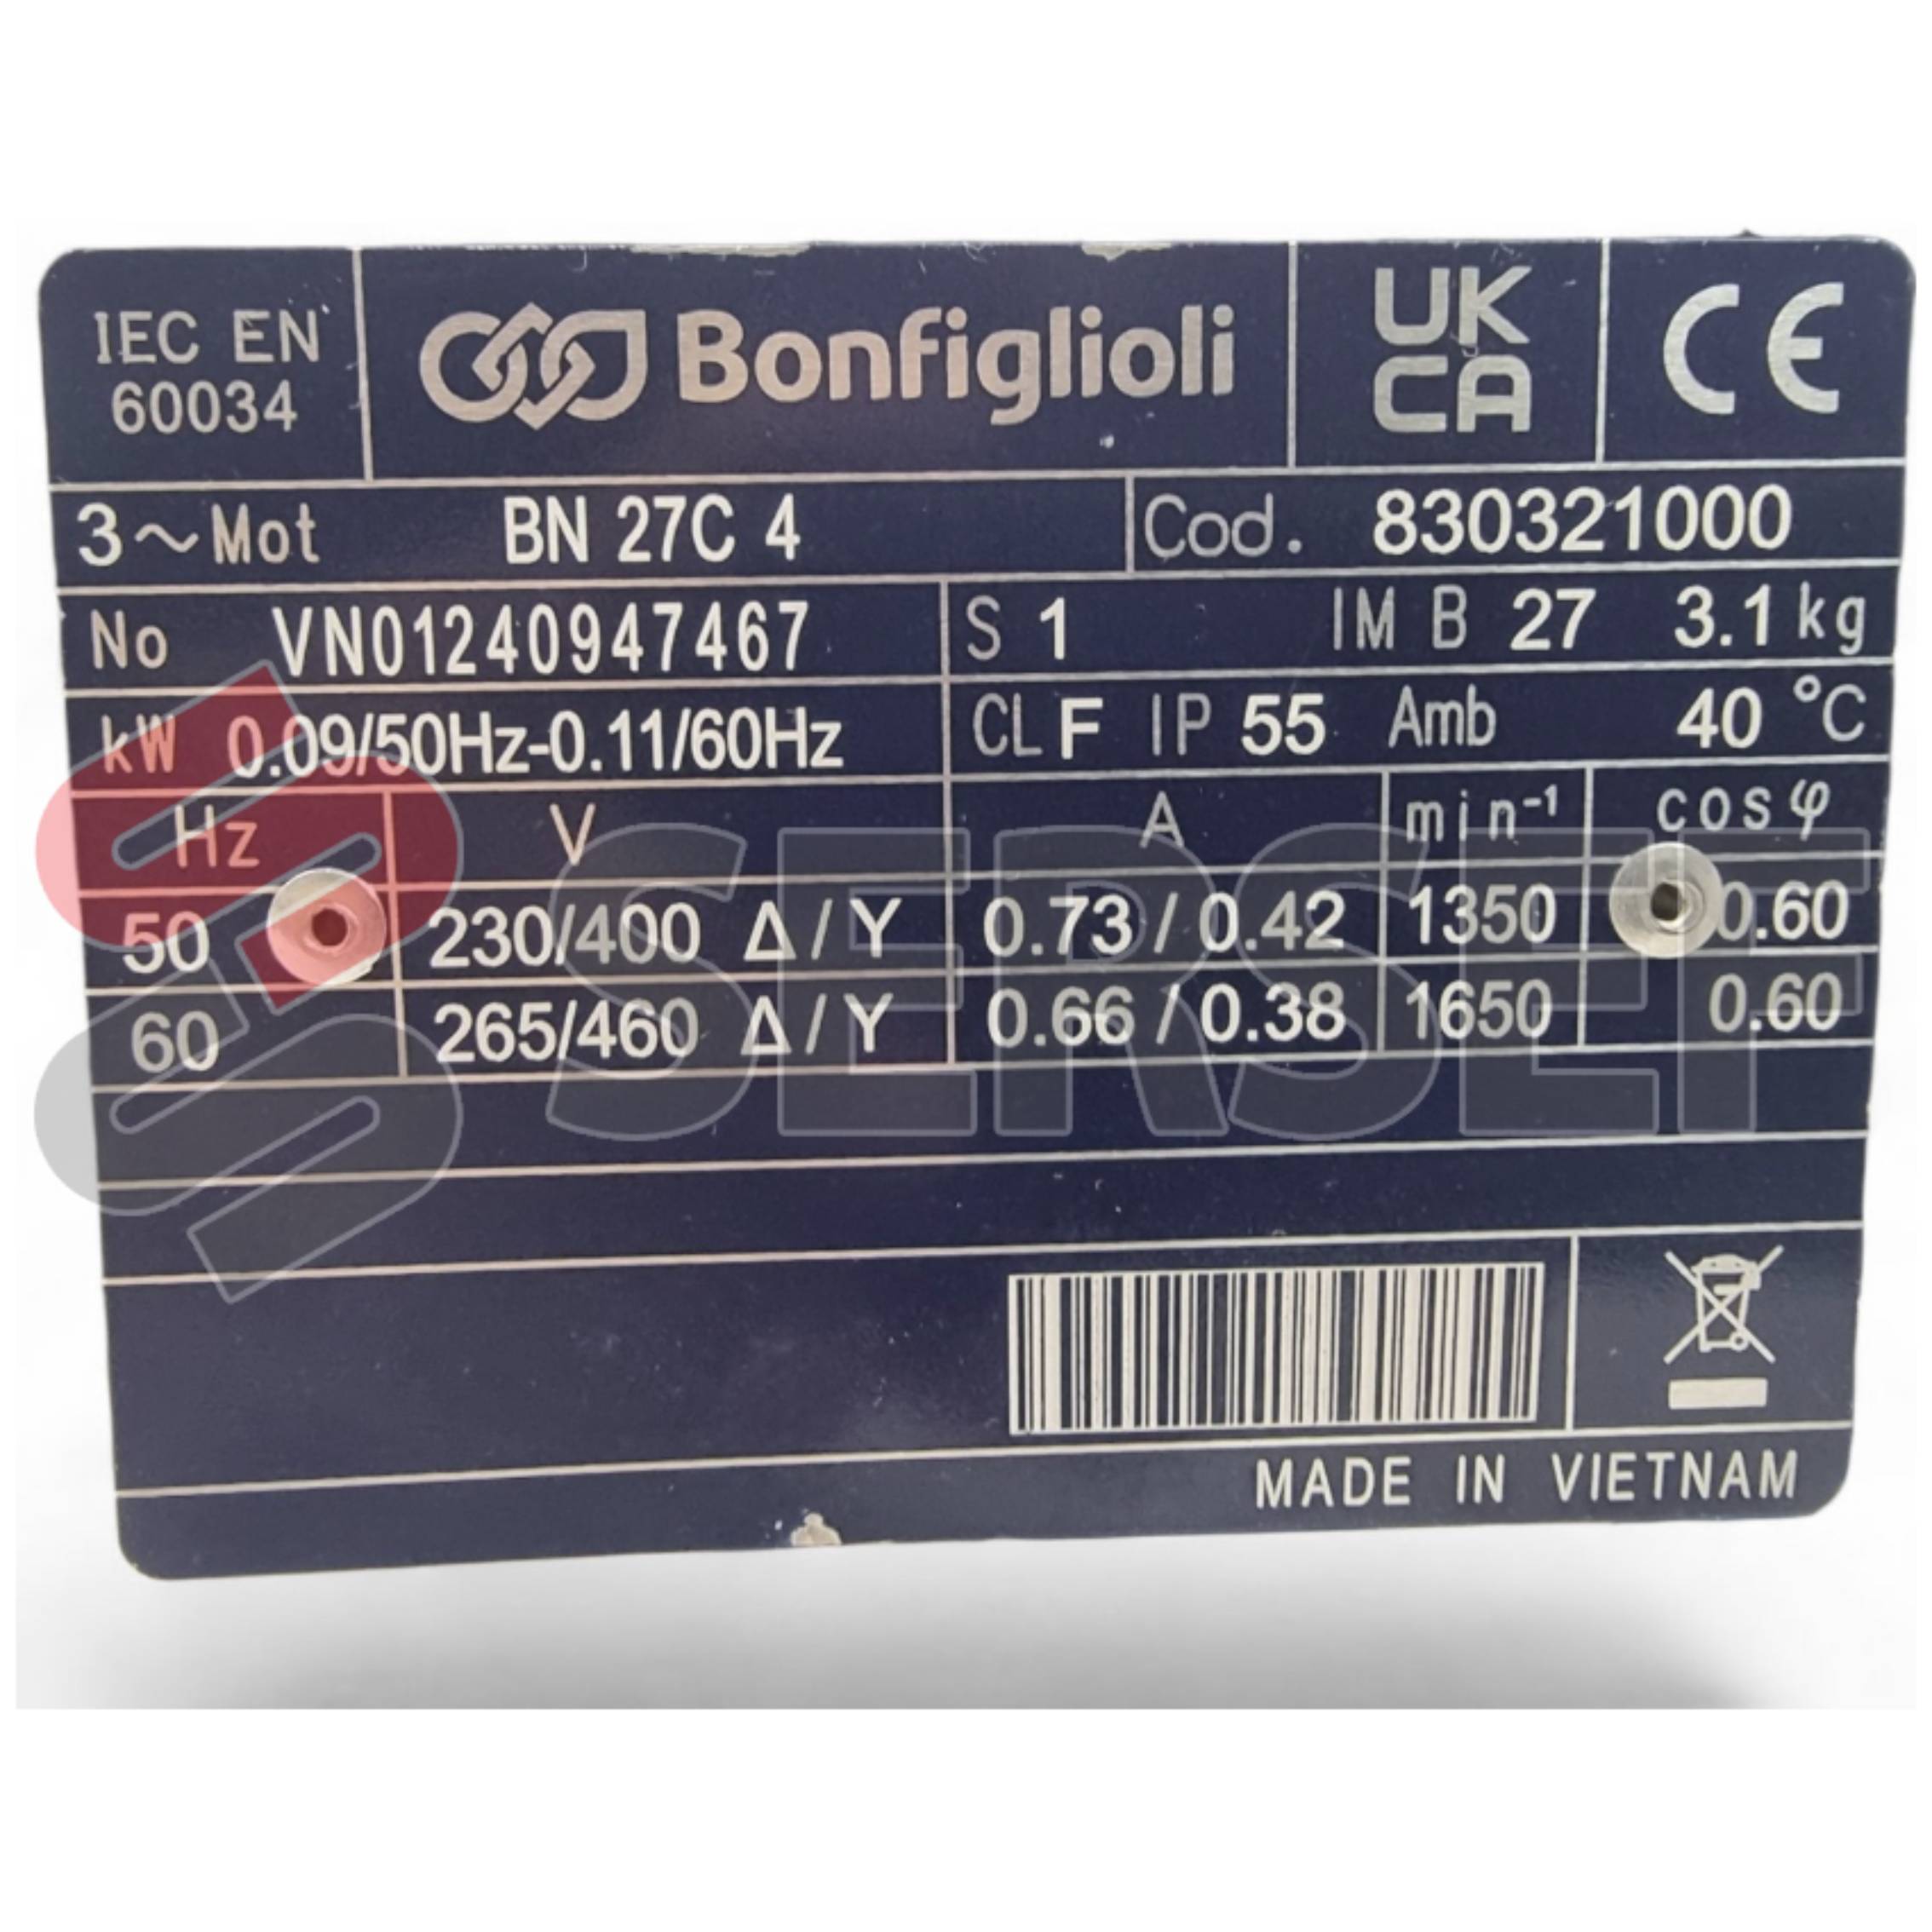 IEC EN
60034
Bonfiglioli
UK
CA
CE
3~Mot BN 27C 4 Cod. 830321000
No VN01240947467 S 1 IM B 27 3.1 kg
kW 0.09/50Hz-0.11/60Hz CL F IP 55 Amb 40 °C
Hz V A min⁻¹ cosφ
50 230/400 Δ/Y 0.73 / 0.42 1350 0.60
60 265/460 Δ/Y 0.66 / 0.38 1650 0.60
SERSEF
MADE IN VIETNAM